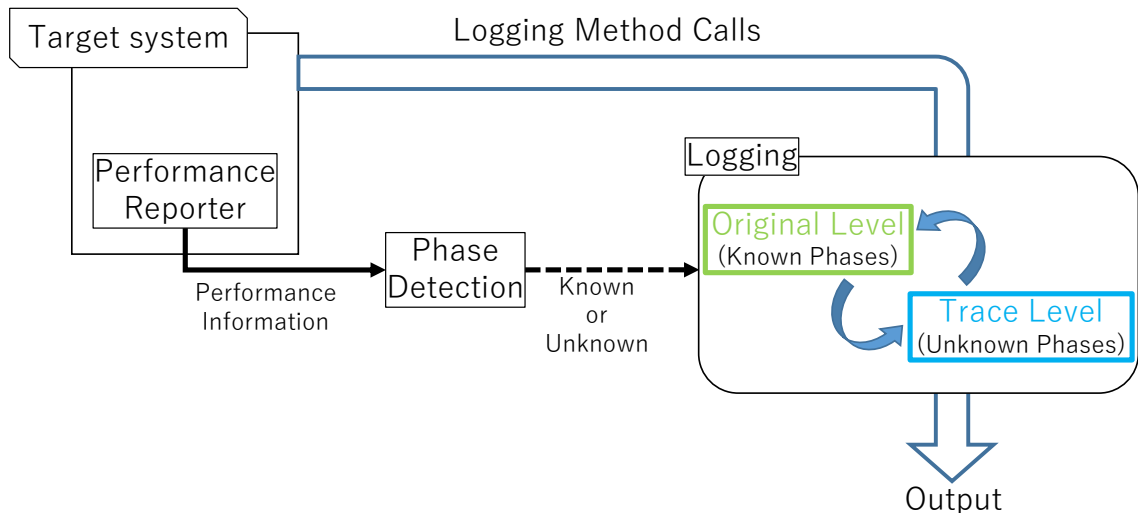 Target system
Logging Method Calls
Performance
Reporter
Logging
Original Level
(Known Phases)
Phase
Detection
Performance
Information
Known
or
Unknown
Trace Level
(Unknown Phases)
Output